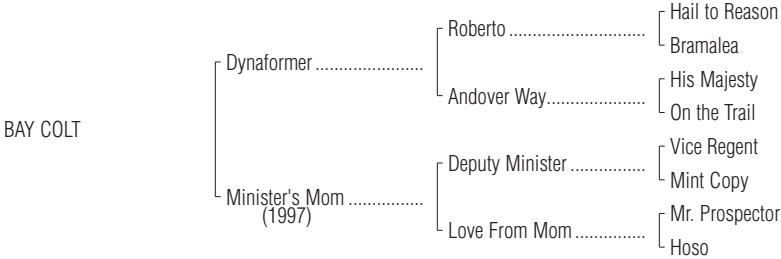 Hail to Reason
Roberto ..............................
Bramalea
Dynaformer .......................
His Majesty
Andover Way.....................
On the Trail
BAY COLT
Vice Regent
Deputy Minister ................
Mint Copy
Minister's Mom ................
(1997)
Mr. Prospector
Love From Mom...............
Hoso